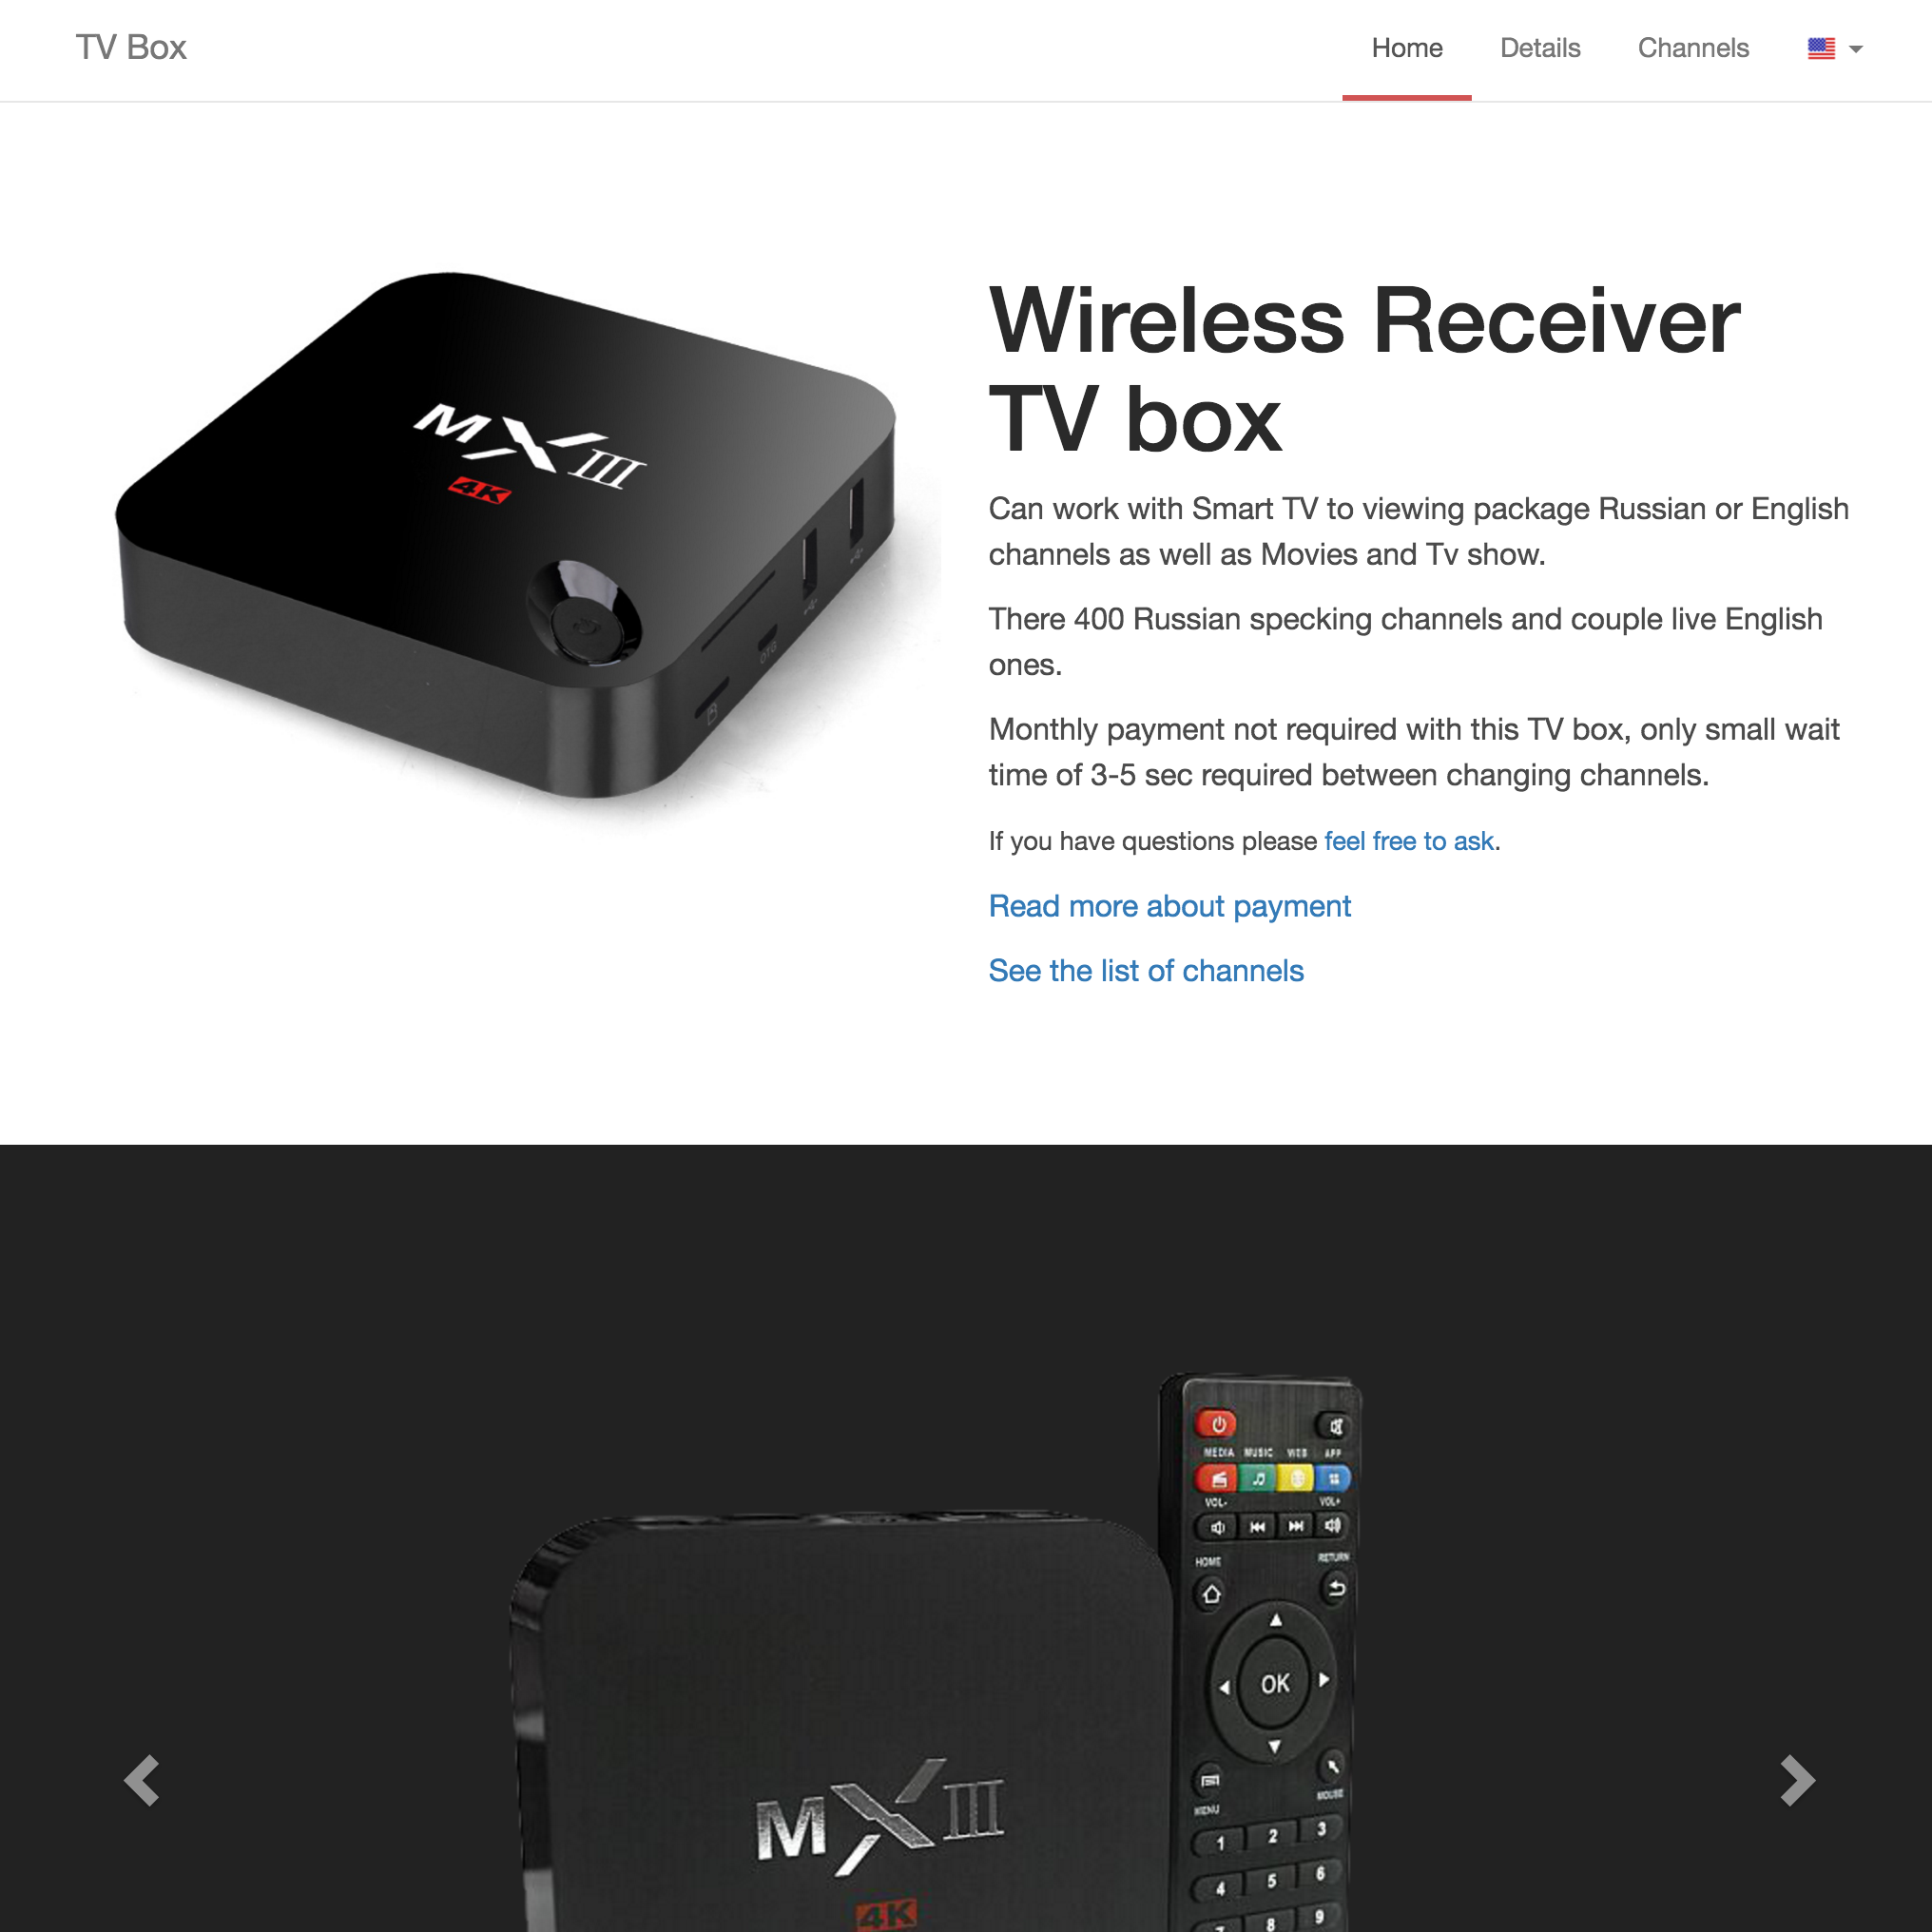 TV Box
Home
Details
Channels
MXIII
4K
OTG
Wireless Receiver
TV box
Can work with Smart TV to viewing package Russian or English
channels as well as Movies and Tv show.
There 400 Russian specking channels and couple live English
ones.
Monthly payment not required with this TV box, only small wait
time of 3-5 sec required between changing channels.
If you have questions please feel free to ask.
Read more about payment
See the list of channels
MEDIA MUSIC WEB APP
VOL- VOL+
HOME RETURN
OK
MENU MOUSE
1 2 3
4 5 6
7 8 9
MXIII
4K